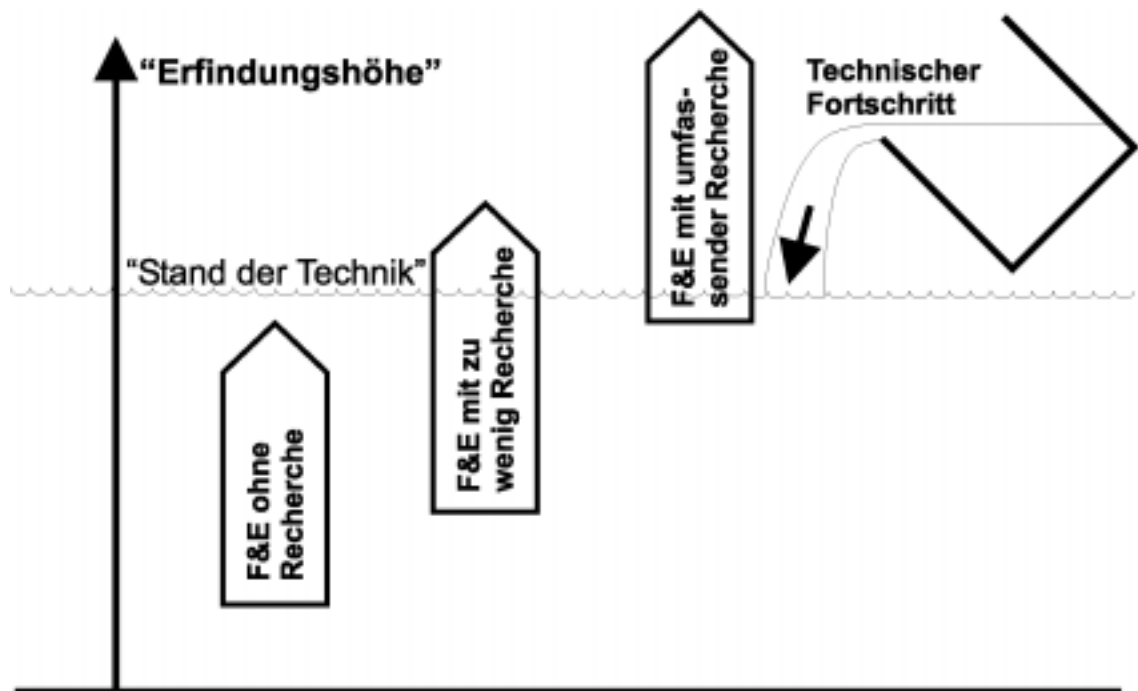 “Erfindungshöhe”
Technischer
Fortschritt
“Stand der Technik”
F&E ohne
Recherche
F&E mit zu
wenig Recherche
F&E mit umfas-
sender Recherche